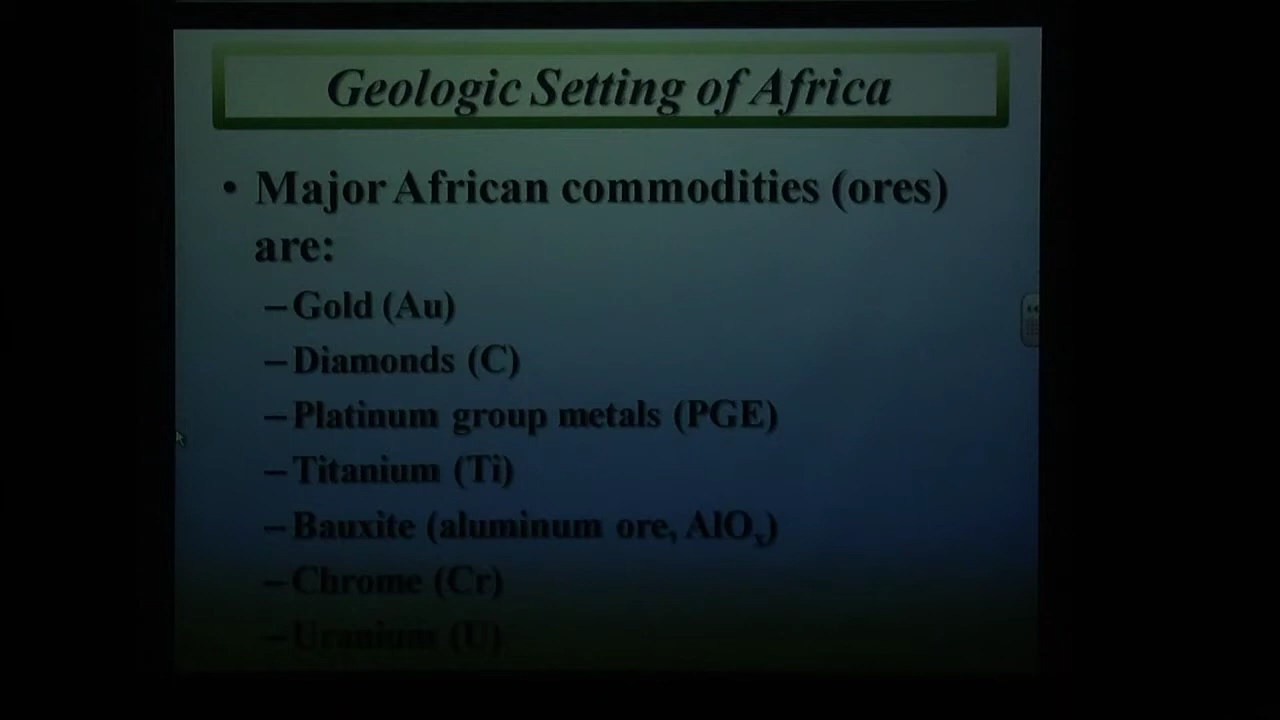 Geologic Setting of Africa
• Major African commodities (ores)
are:
– Gold (Au)
– Diamonds (C)
– Platinum group metals (PGE)
– Titanium (Ti)
– Bauxite (aluminum ore, AlOₓ)
– Chrome (Cr)
– Uranium (U)